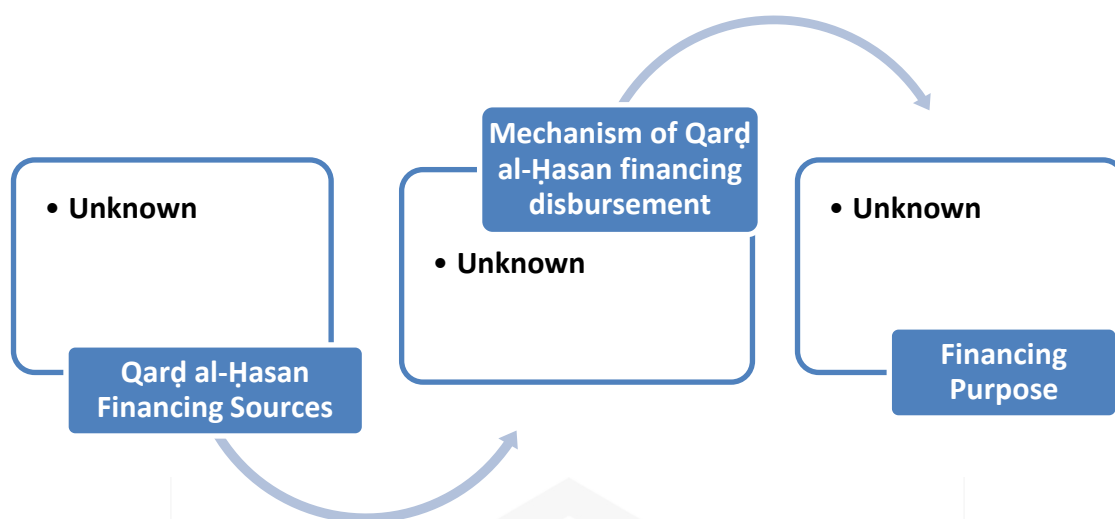 • Unknown
Qarḍ al-Ḥasan
Financing Sources
Mechanism of Qarḍ
al-Ḥasan financing
disbursement
• Unknown
• Unknown
Financing
Purpose